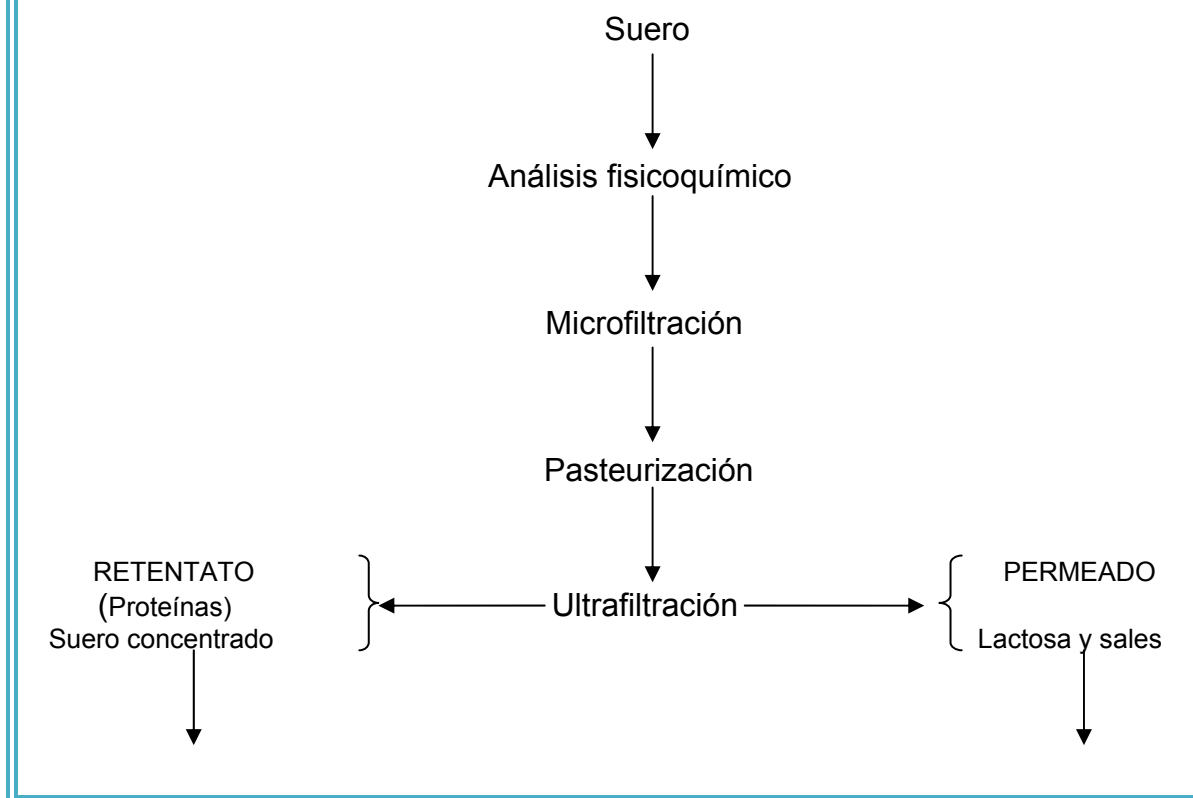 Suero
Análisis fisicoquímico
Microfiltración
Pasteurización
RETENTATO
(Proteínas)
Suero concentrado
Ultrafiltración
PERMEADO
Lactosa y sales